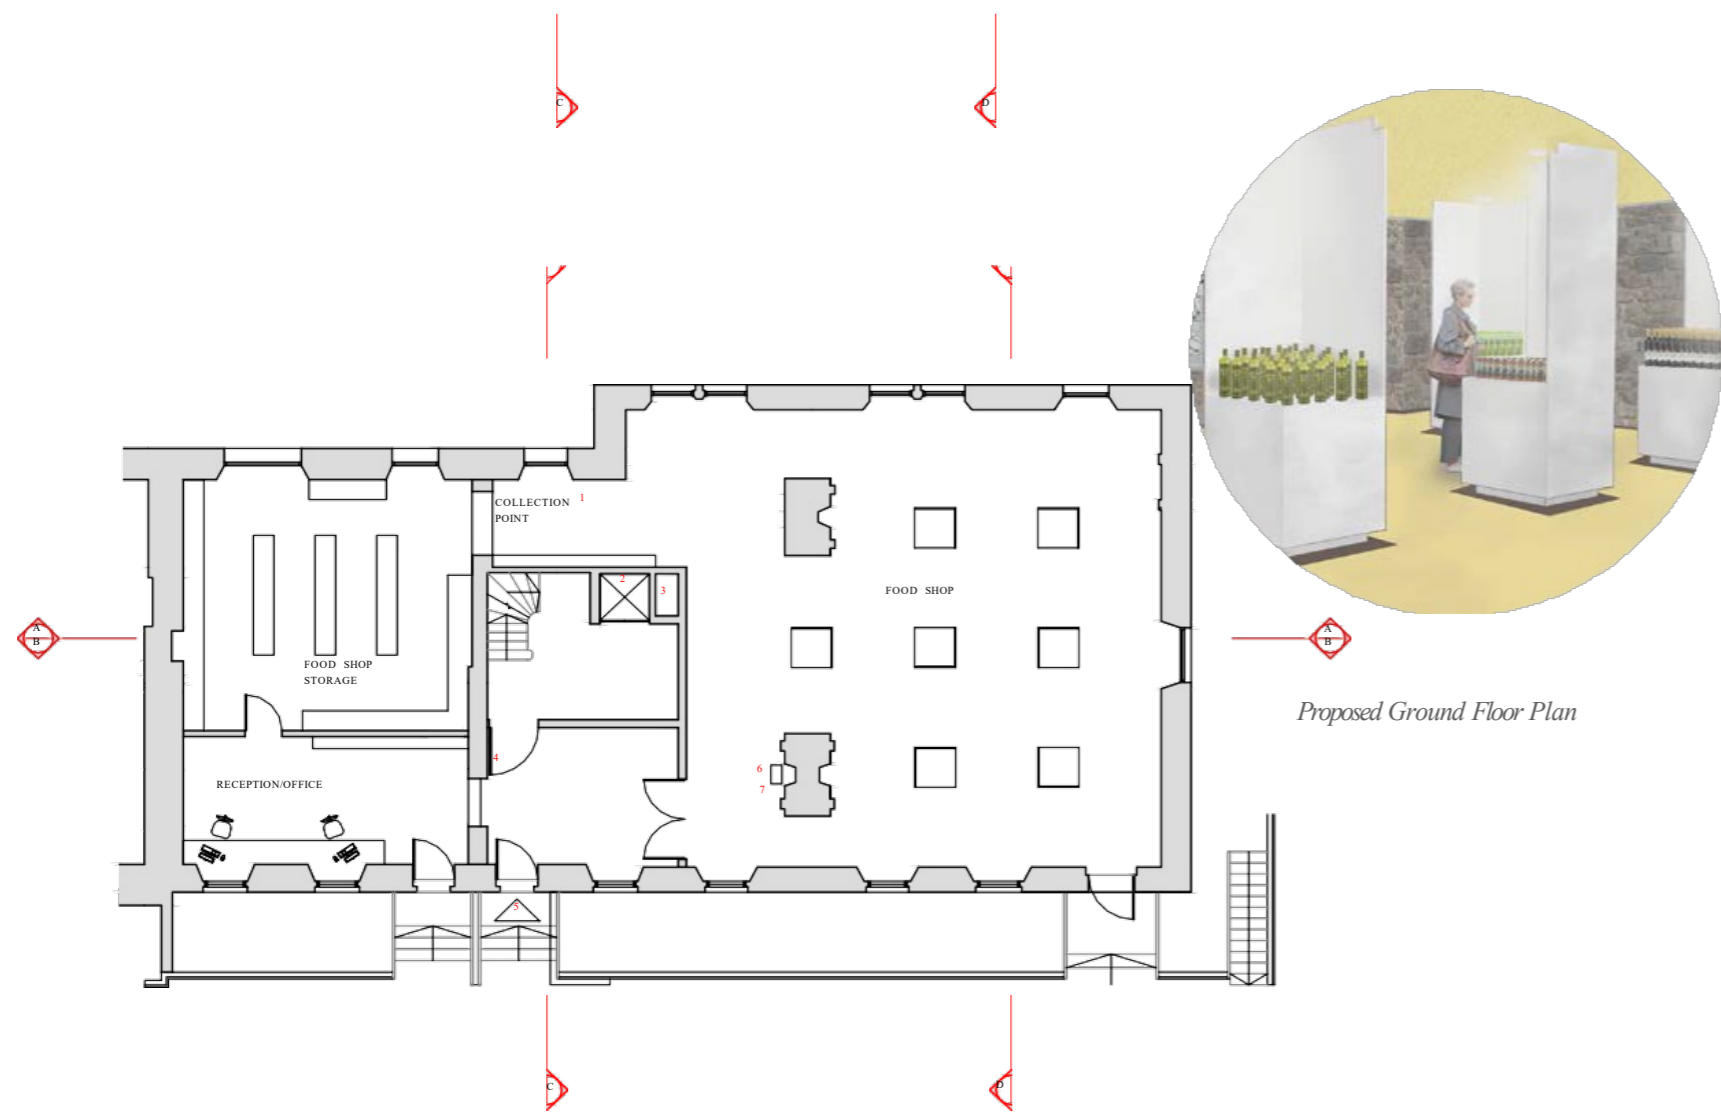 C
D
COLLECTION 1
POINT
2
3
FOOD SHOP
A
B
A
B
FOOD SHOP
STORAGE
Proposed Ground Floor Plan
4
6
7
RECEPTION/OFFICE
5
C
D